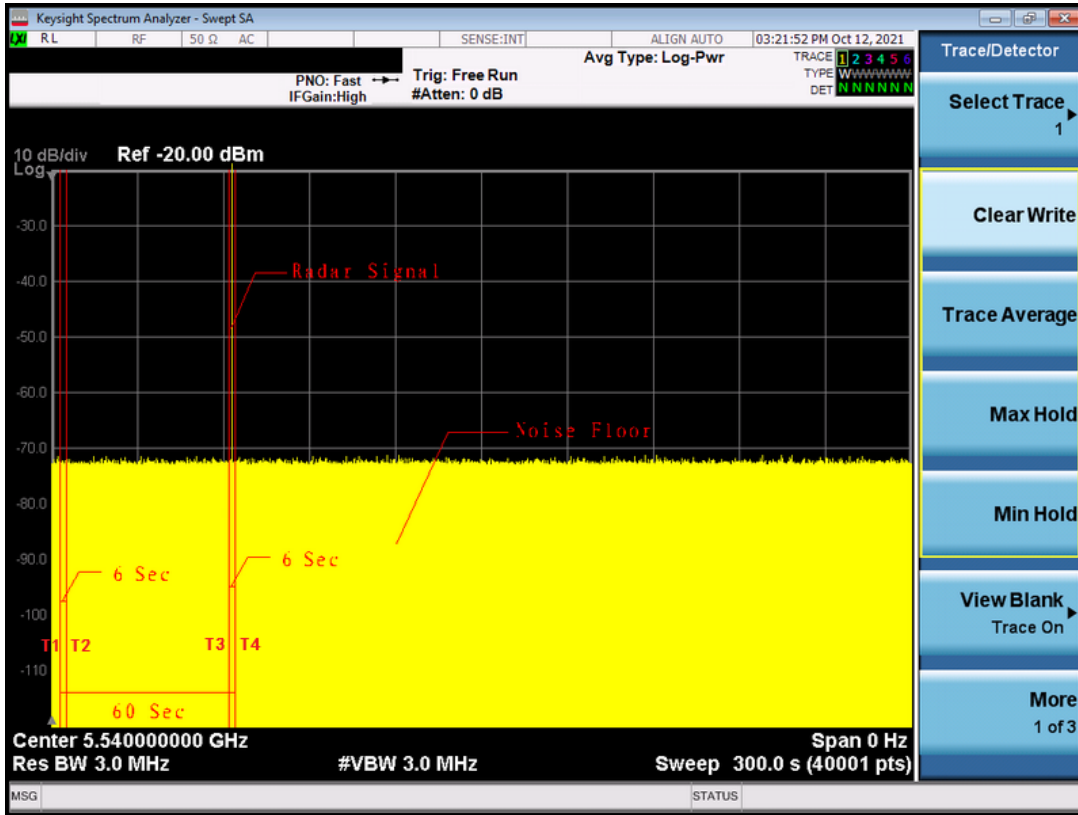 Keysight Spectrum Analyzer - Swept SA
LXI RL RF 50 Ω AC SENSE:INT ALIGN AUTO 03:21:52 PM Oct 12, 2021
Avg Type: Log-Pwr TRACE 1 2 3 4 5 6
PNO: Fast Trig: Free Run TYPE WWWWWW
IFGain:High #Atten: 0 dB DET N N N N N N
10 dB/div Ref -20.00 dBm
Log
-30.0
Radar Signal
-40.0
-50.0
-60.0
Noise Floor
-70.0
-80.0
-90.0
6 Sec
6 Sec
-100
T1 T2 T3 T4
-110
60 Sec
Center 5.540000000 GHz Span 0 Hz
Res BW 3.0 MHz #VBW 3.0 MHz Sweep 300.0 s (40001 pts)
MSG STATUS
Trace/Detector
Select Trace
1
Clear Write
Trace Average
Max Hold
Min Hold
View Blank
Trace On
More
1 of 3